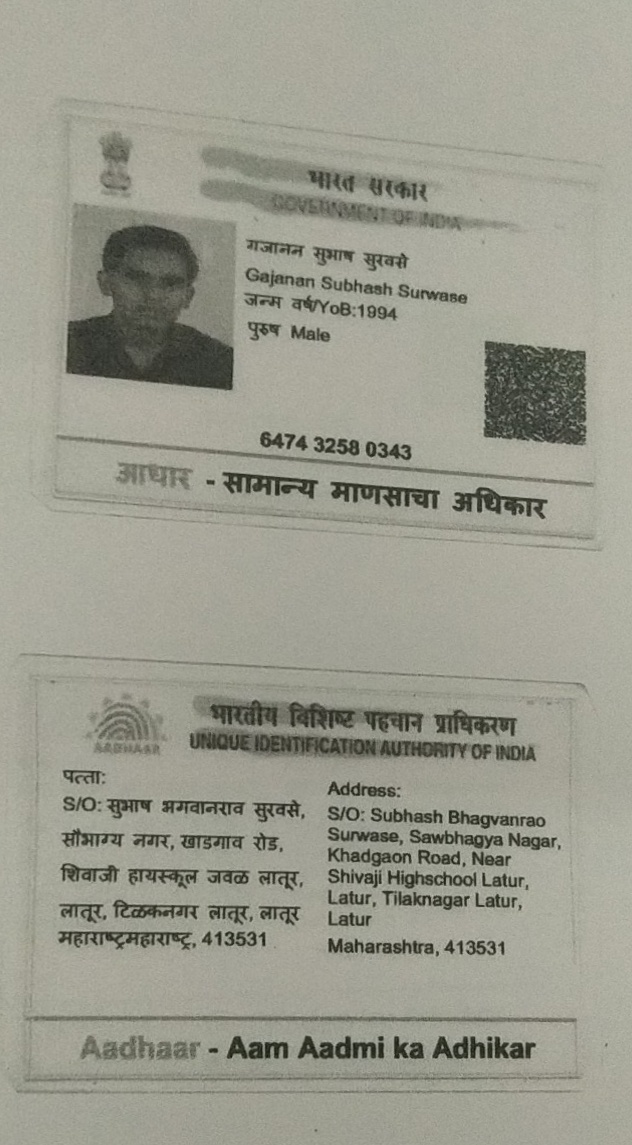 भारत सरकार
GOVERNMENT OF INDIA
गजानन सुभाष सुरवसे
Gajanan Subhash Surwase
जन्म वर्ष/YoB:1994
पुरुष Male
6474 3258 0343
आधार - सामान्य माणसाचा अधिकार
भारतीय विशिष्ट पहचान प्राधिकरण
AADHAAR
UNIQUE IDENTIFICATION AUTHORITY OF INDIA
पत्ता:
S/O: सुभाष भगवानराव सुरवसे,
सौभाग्य नगर, खाडगाव रोड,
शिवाजी हायस्कूल जवळ लातूर,
लातूर, टिळकनगर लातूर, लातूर
महाराष्ट्रमहाराष्ट्र, 413531
Address:
S/O: Subhash Bhagvanrao
Surwase, Sawbhagya Nagar,
Khadgaon Road, Near
Shivaji Highschool Latur,
Latur, Tilaknagar Latur,
Latur
Maharashtra, 413531
Aadhaar - Aam Aadmi ka Adhikar